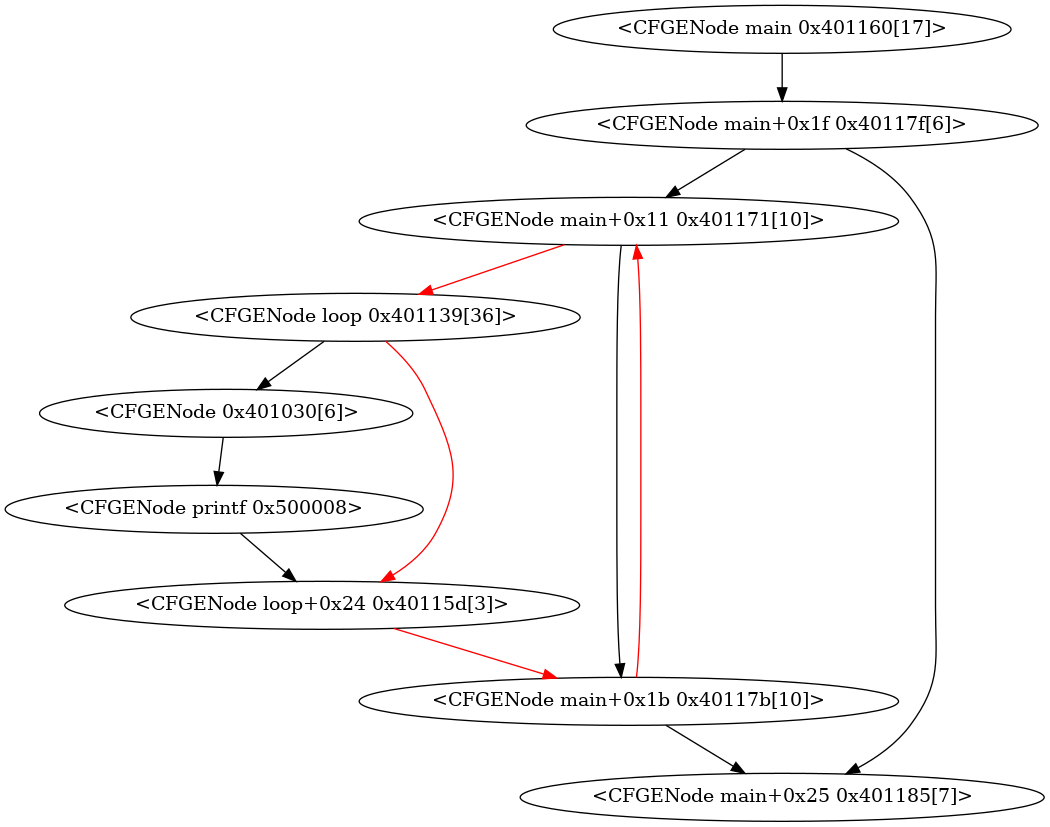 <CFGENode main 0x401160[17]>
<CFGENode main+0x1f 0x40117f[6]>
<CFGENode main+0x11 0x401171[10]>
<CFGENode loop 0x401139[36]>
<CFGENode 0x401030[6]>
<CFGENode printf 0x500008>
<CFGENode loop+0x24 0x40115d[3]>
<CFGENode main+0x1b 0x40117b[10]>
<CFGENode main+0x25 0x401185[7]>